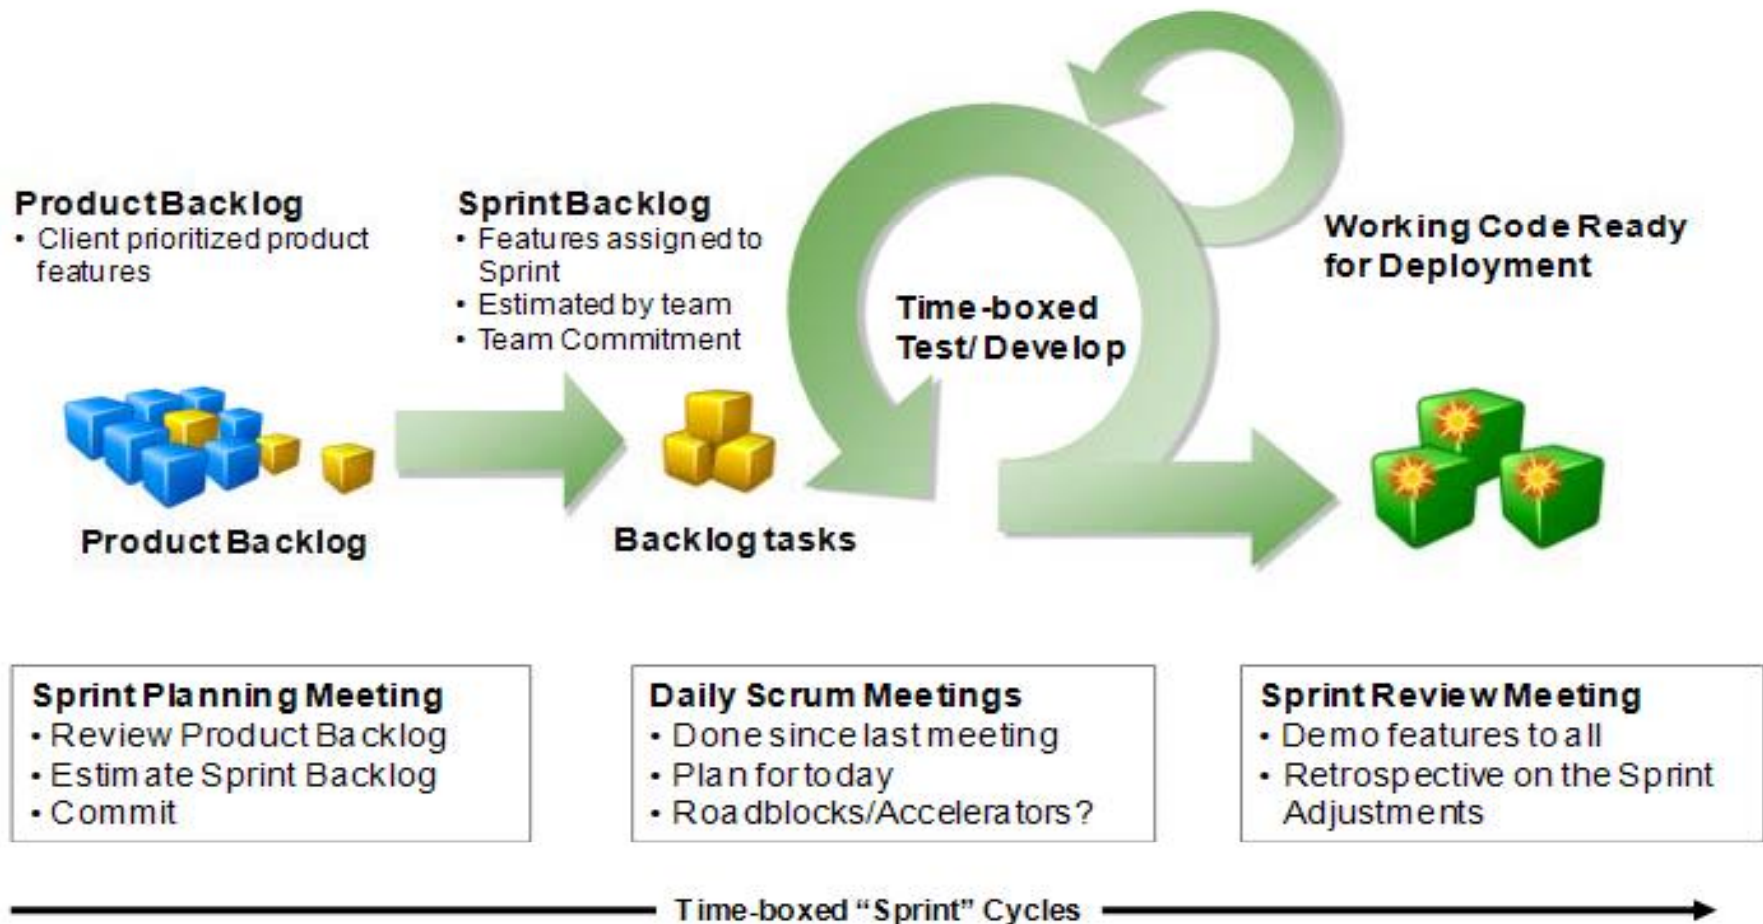 Product Backlog
• Client prioritized product
features
Sprint Backlog
• Features assigned to
Sprint
• Estimated by team
• Team Commitment
Time-boxed
Test/ Develop
Working Code Ready
for Deployment
Product Backlog
Backlog tasks
Sprint Planning Meeting
• Review Product Backlog
• Estimate Sprint Backlog
• Commit
Daily Scrum Meetings
• Done since last meeting
• Plan for today
• Roadblocks/Accelerators?
Sprint Review Meeting
• Demo features to all
• Retrospective on the Sprint
Adjustments
Time-boxed “Sprint” Cycles